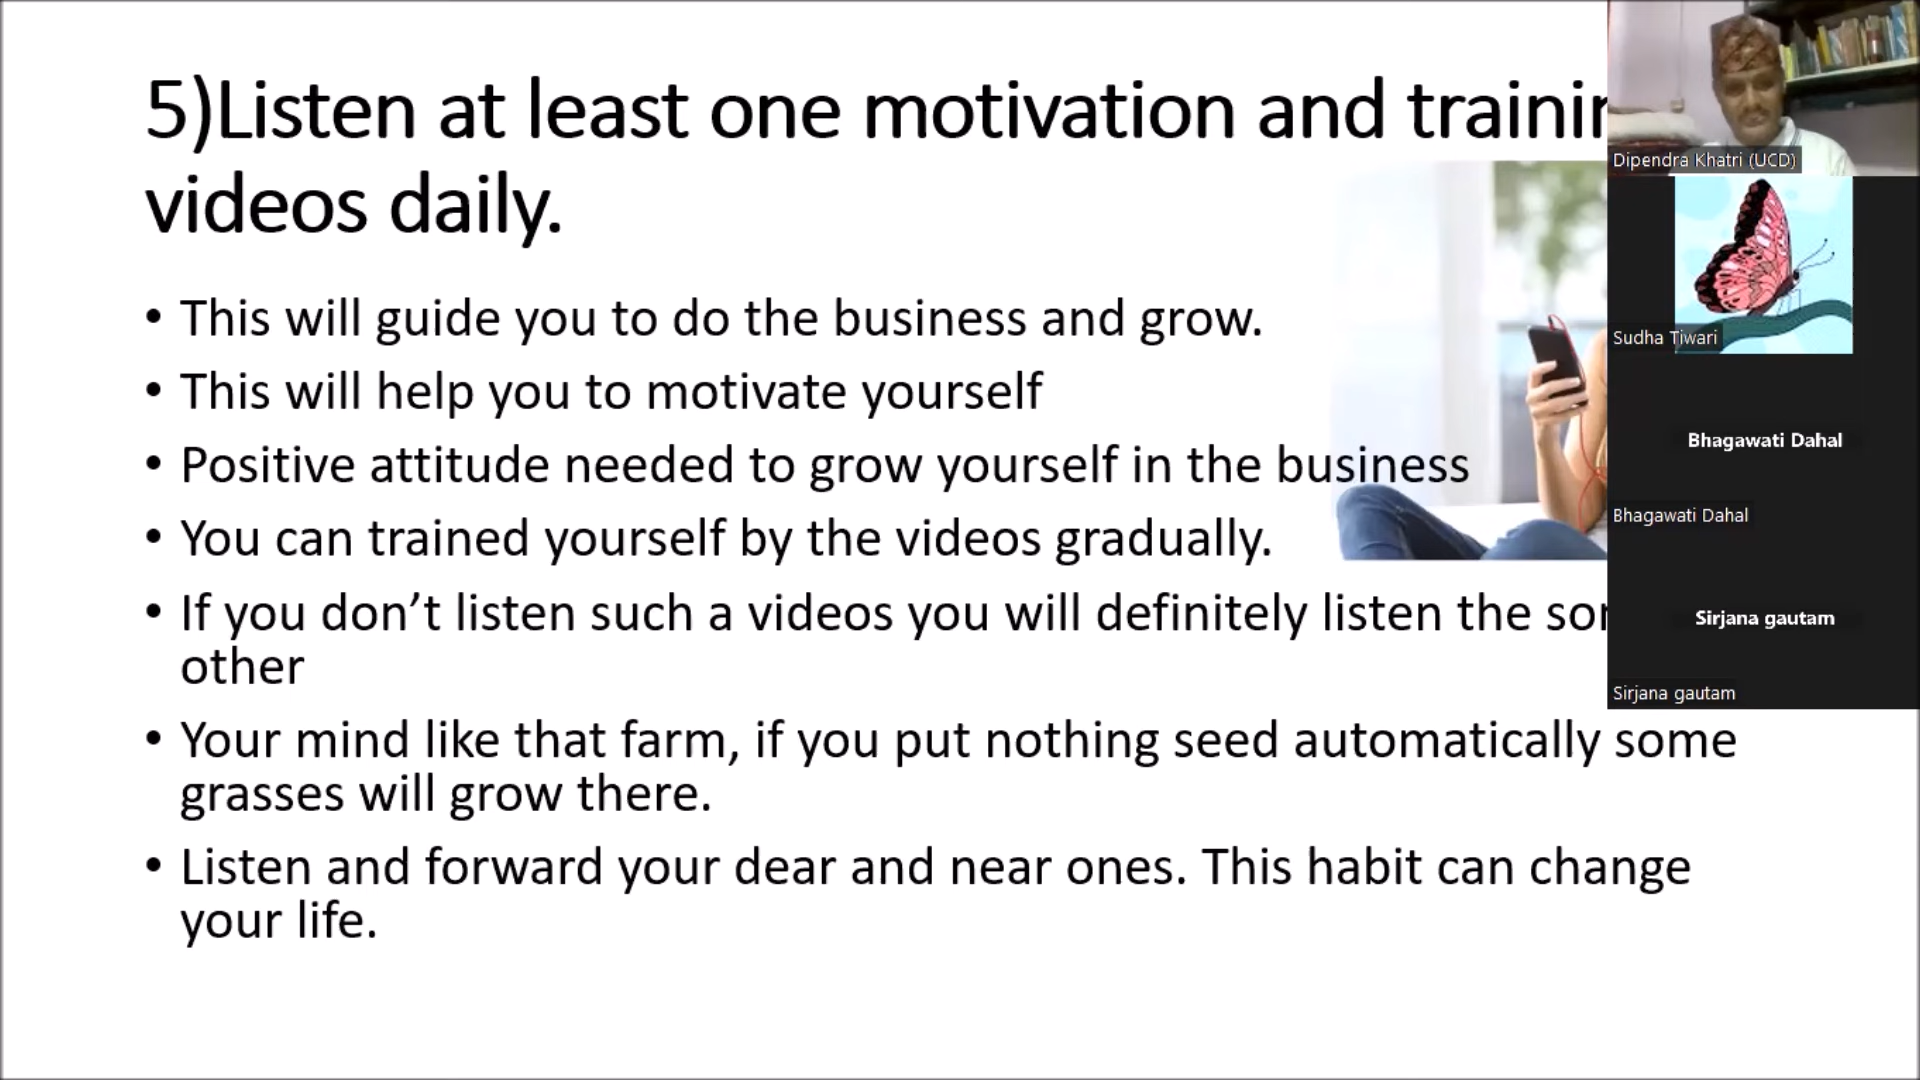 5)Listen at least one motivation and
videos daily.
• This will guide you to do the business and grow.
• This will help you to motivate yourself
• Positive attitude needed to grow yourself in the business
• You can trained yourself by the videos gradually.
• If you don’t listen such a videos you will definitely listen the
other
• Your mind like that farm, if you put nothing seed automatically some
grasses will grow there.
• Listen and forward your dear and near ones. This habit can change
your life.
Dipendra Khatri (UCD)
Sudha Tiwari
Bhagawati Dahal
Bhagawati Dahal
Sirjana gautam
Sirjana gautam